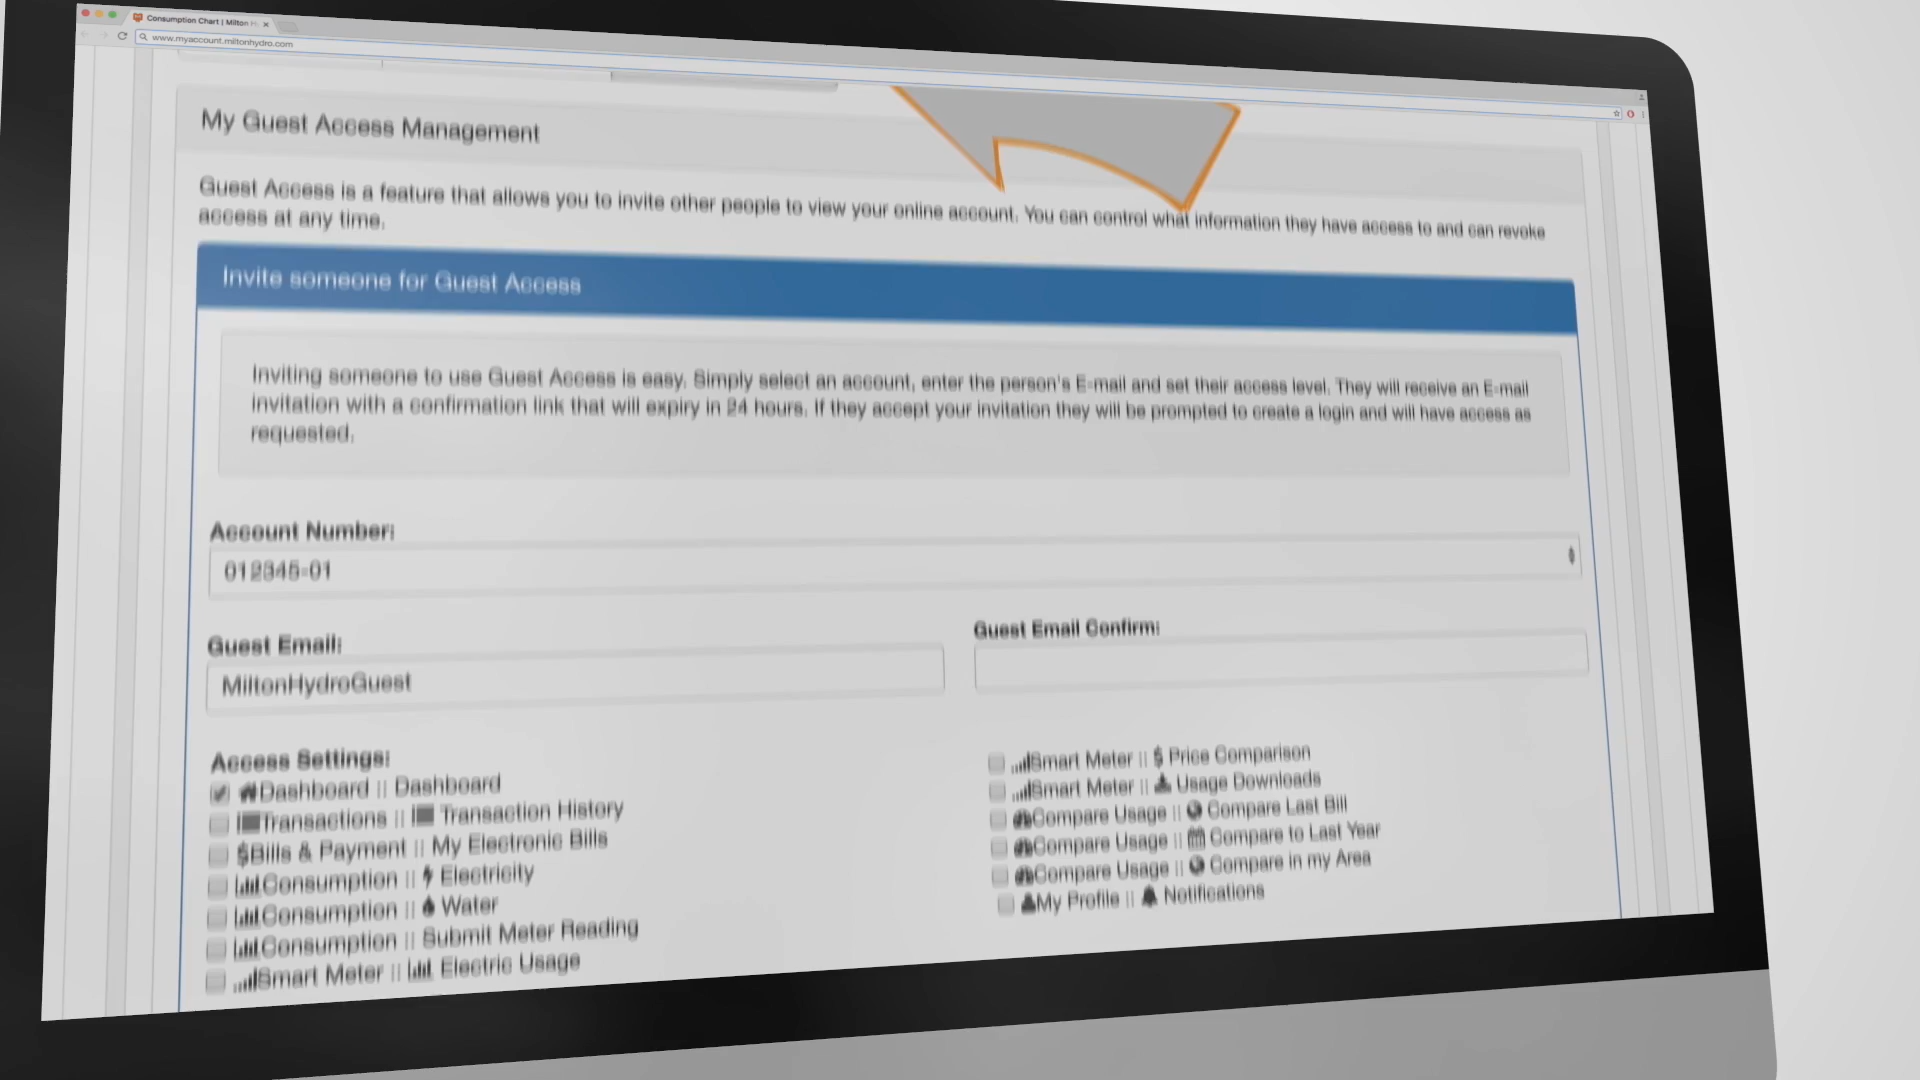 Consumption Chart | Milton H
www.myaccount.miltonhydro.com
My Guest Access Management
Guest Access is a feature that allows you to invite other people to view your online account. You can control what information they have access to and can revoke
access at any time.
Invite someone for Guest Access
Inviting someone to use Guest Access is easy. Simply select an account, enter the person's E-mail and set their access level. They will receive an E-mail
invitation with a confirmation link that will expiry in 24 hours. If they accept your invitation they will be prompted to create a login and will have access as
requested.
Account Number:
012345-01
Guest Email:
MiltonHydroGuest
Guest Email Confirm:
Access Settings:
Dashboard || Dashboard
Transactions || Transaction History
$Bills & Payment || My Electronic Bills
Consumption || Electricity
Consumption || Water
Consumption || Submit Meter Reading
Smart Meter || Electric Usage
Smart Meter || $ Price Comparison
Smart Meter || Usage Downloads
Compare Usage || Compare Last Bill
Compare Usage || Compare to Last Year
Compare Usage || Compare in my Area
My Profile || Notifications